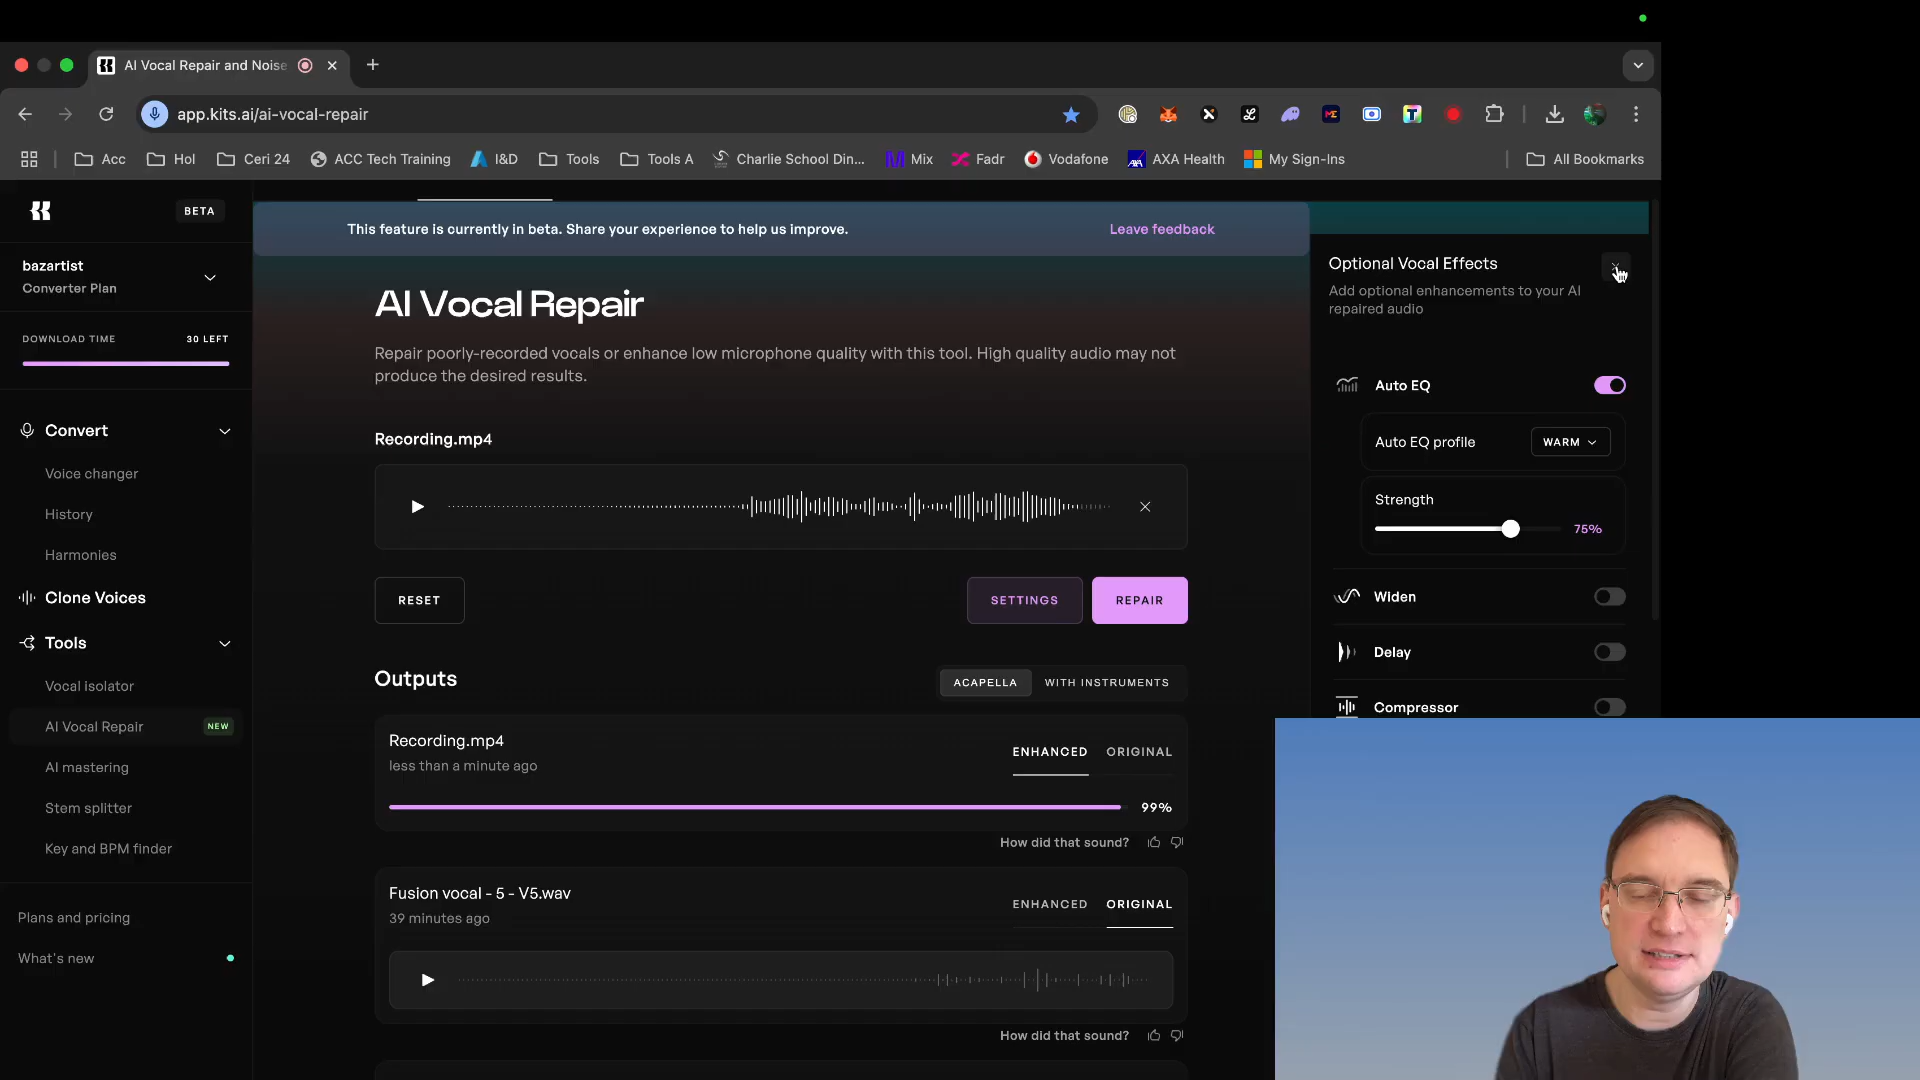 AI Vocal Repair and Noise
app.kits.ai/ai-vocal-repair
Acc
Hol
Ceri 24
ACC Tech Training
I&D
Tools
Tools A
Charlie School Din...
Mix
Fadr
Vodafone
AXA Health
My Sign-Ins
All Bookmarks
BETA
bazartist
Converter Plan
DOWNLOAD TIME
30 LEFT
Convert
Voice changer
History
Harmonies
Clone Voices
Tools
Vocal isolator
AI Vocal Repair
NEW
AI mastering
Stem splitter
Key and BPM finder
Plans and pricing
What's new
This feature is currently in beta. Share your experience to help us improve.
Leave feedback
AI Vocal Repair
Repair poorly-recorded vocals or enhance low microphone quality with this tool. High quality audio may not
produce the desired results.
Recording.mp4
RESET
SETTINGS
REPAIR
Outputs
ACAPELLA
WITH INSTRUMENTS
Recording.mp4
less than a minute ago
ENHANCED
ORIGINAL
99%
How did that sound?
Fusion vocal - 5 - V5.wav
39 minutes ago
ENHANCED
ORIGINAL
How did that sound?
Optional Vocal Effects
Add optional enhancements to your AI
repaired audio
Auto EQ
Auto EQ profile
WARM
Strength
75%
Widen
Delay
Compressor